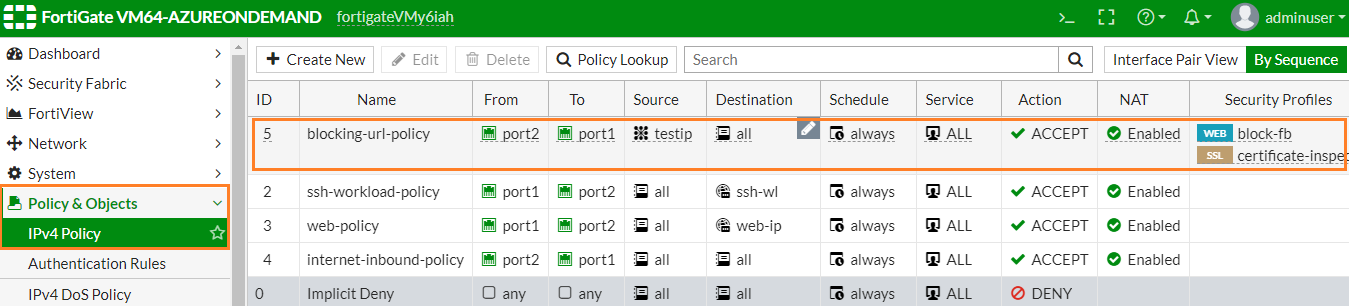 FortiGate VM64-AZUREONDEMAND fortigateVMy6iah adminuser
Dashboard
Security Fabric
FortiView
Network
System
Policy & Objects
IPv4 Policy
Authentication Rules
IPv4 DoS Policy
Create New Edit Delete Policy Lookup Search Interface Pair View By Sequence
ID Name From To Source Destination Schedule Service Action NAT Security Profiles
5 blocking-url-policy port2 port1 testip all always ALL ACCEPT Enabled WEB block-fb
SSL certificate-inspe
2 ssh-workload-policy port1 port2 all ssh-wl always ALL ACCEPT Enabled
3 web-policy port1 port2 all web-ip always ALL ACCEPT Enabled
4 internet-inbound-policy port2 port1 all all always ALL ACCEPT Enabled
0 Implicit Deny any any all all always ALL DENY